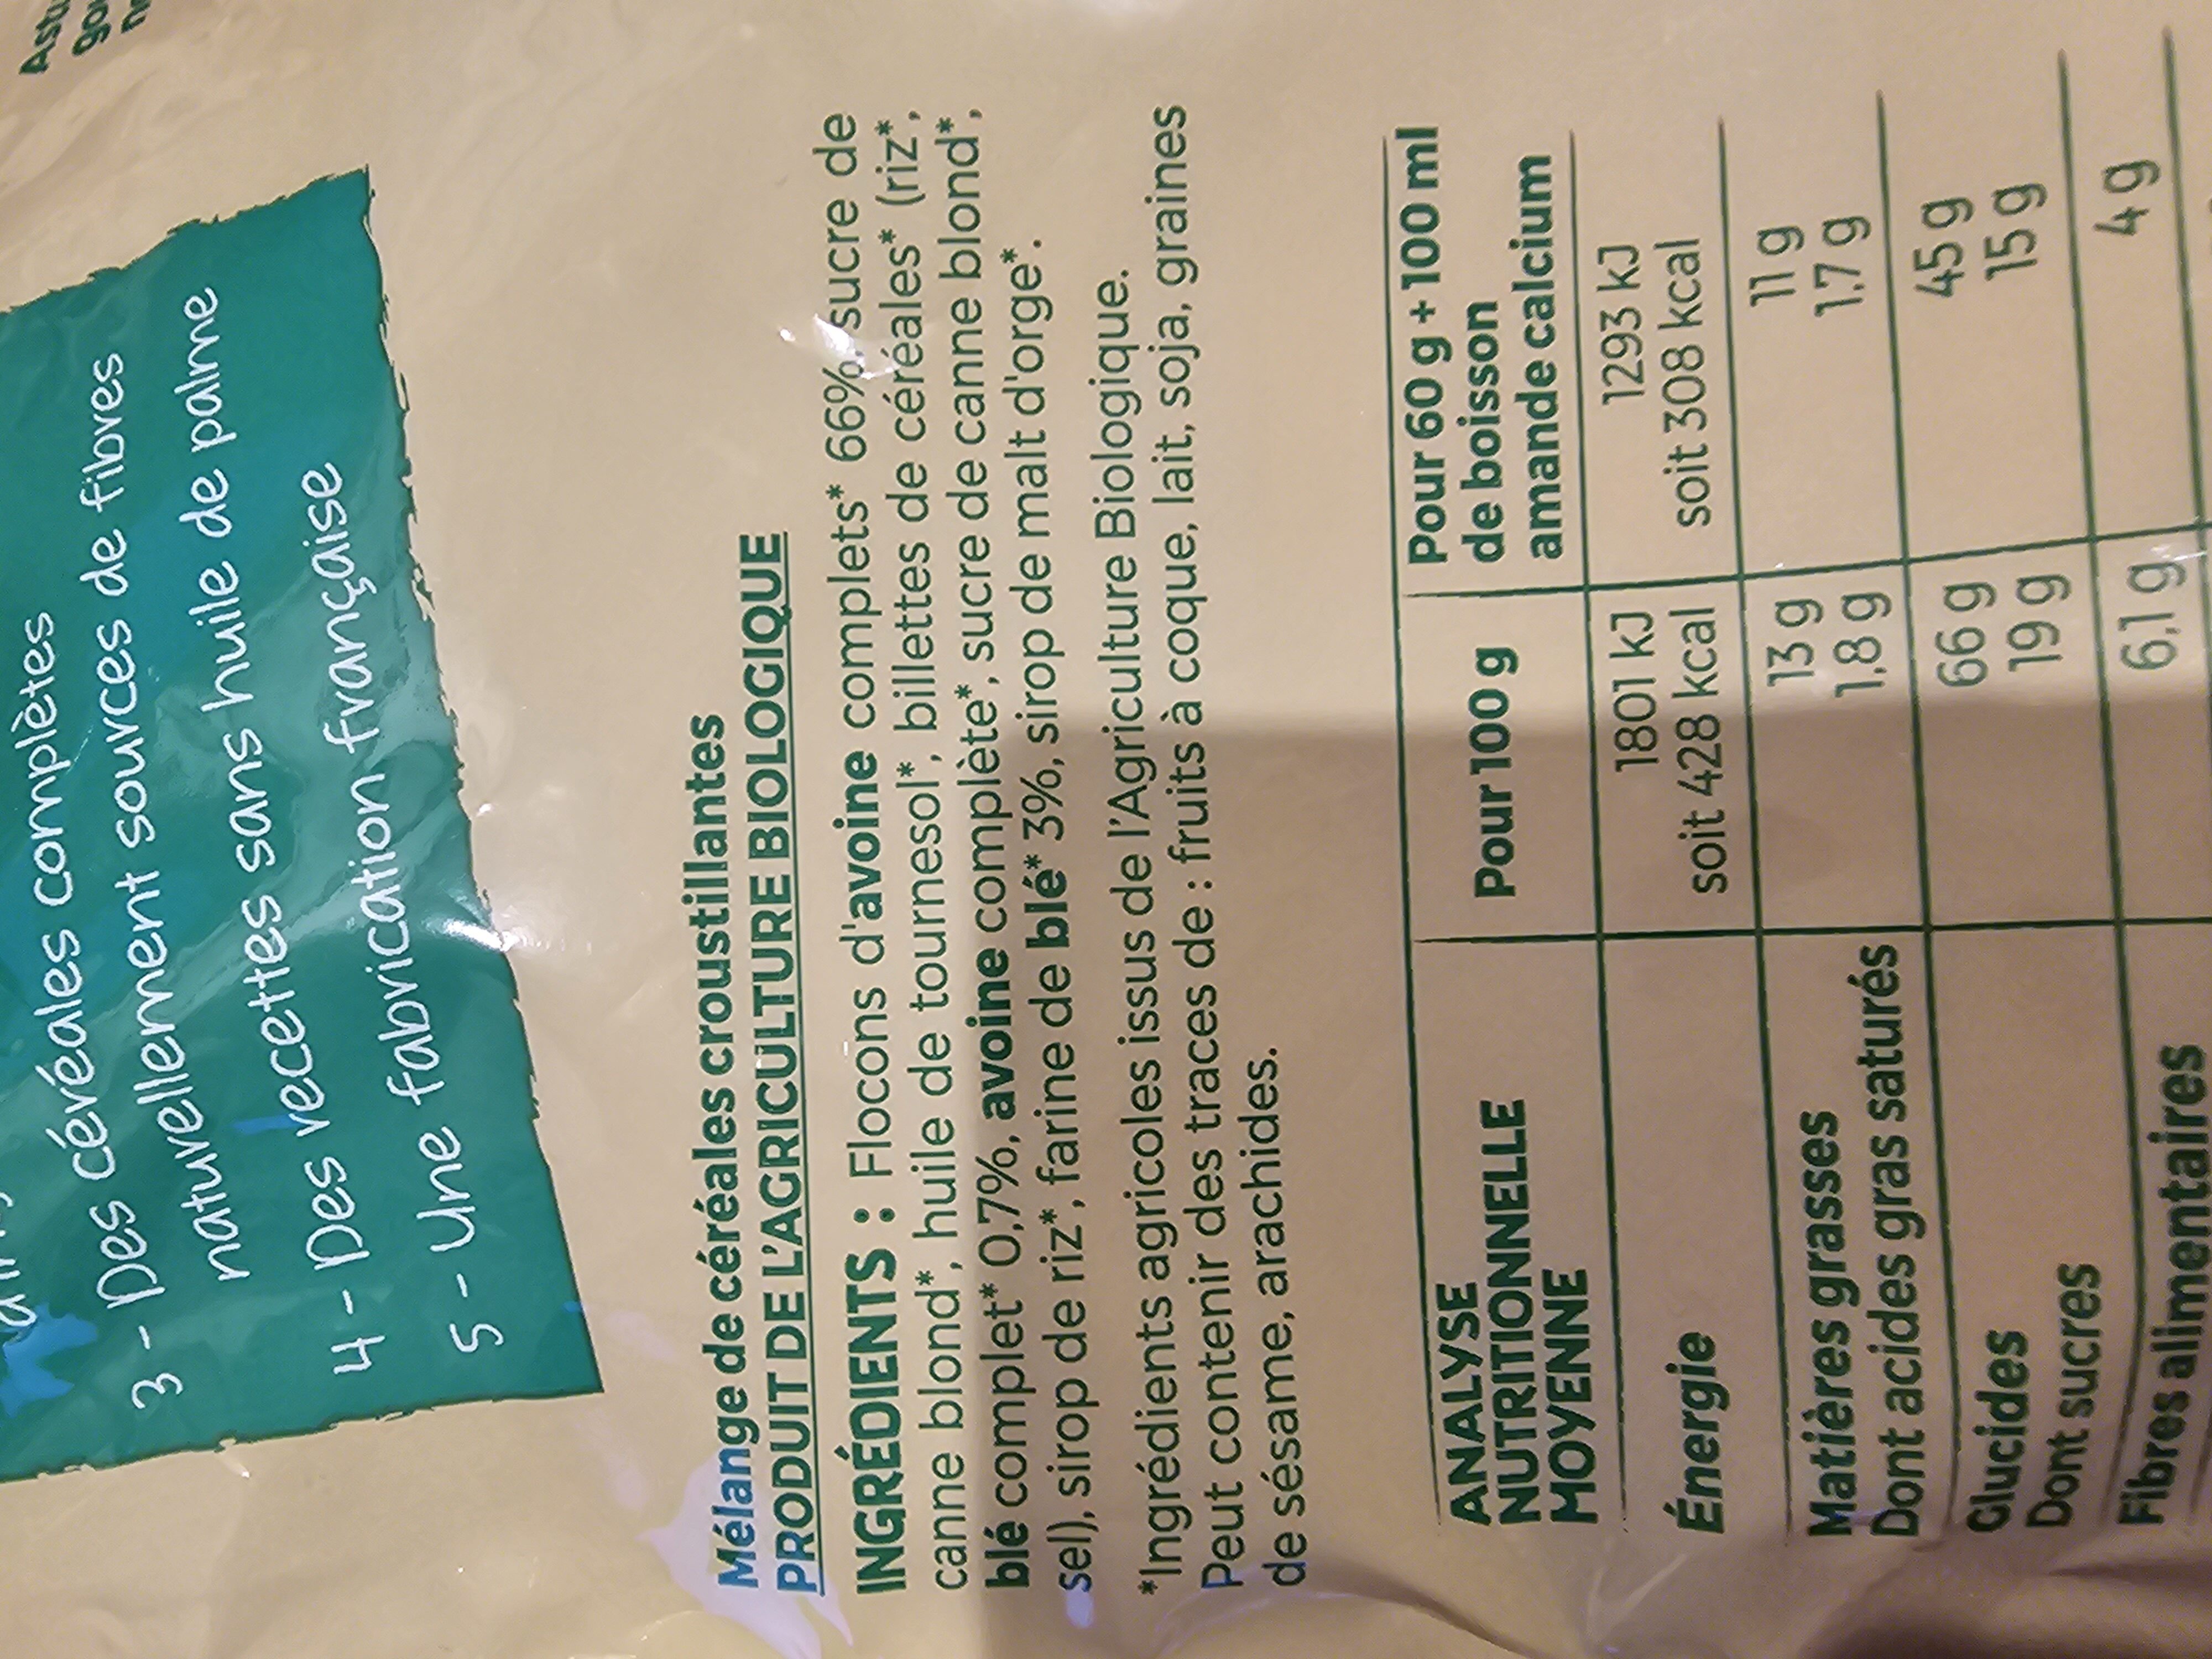 3 - Des céréales complètes
naturellement sources de fibres
4 - Des recettes sans huile de palme
5 - Une fabrication française
Mélange de céréales croustillantes
PRODUIT DE L'AGRICULTURE BIOLOGIQUE
INGRÉDIENTS : Flocons d'avoine complets* 66%, sucre de
canne blond*, huile de tournesol*, billettes de céréales* (riz*,
blé complet* 0,7%, avoine complète*, sucre de canne blond*,
sel), sirop de riz*, farine de blé* 3%, sirop de malt d'orge*.
*Ingrédients agricoles issus de l'Agriculture Biologique.
Peut contenir des traces de : fruits à coque, lait, soja, graines
de sésame, arachides.
ANALYSE
NUTRITIONNELLE
MOYENNE
Pour 100 g
Pour 60 g + 100 ml
de boisson
amande calcium
Énergie
1801 kJ
soit 428 kcal
1293 kJ
soit 308 kcal
Matières grasses 13 g 11 g
Dont acides gras saturés 1,8 g 1,7 g
Glucides 66 g 45 g
Dont sucres 19 g 15 g
Fibres alimentaires 6,1 g 4 g